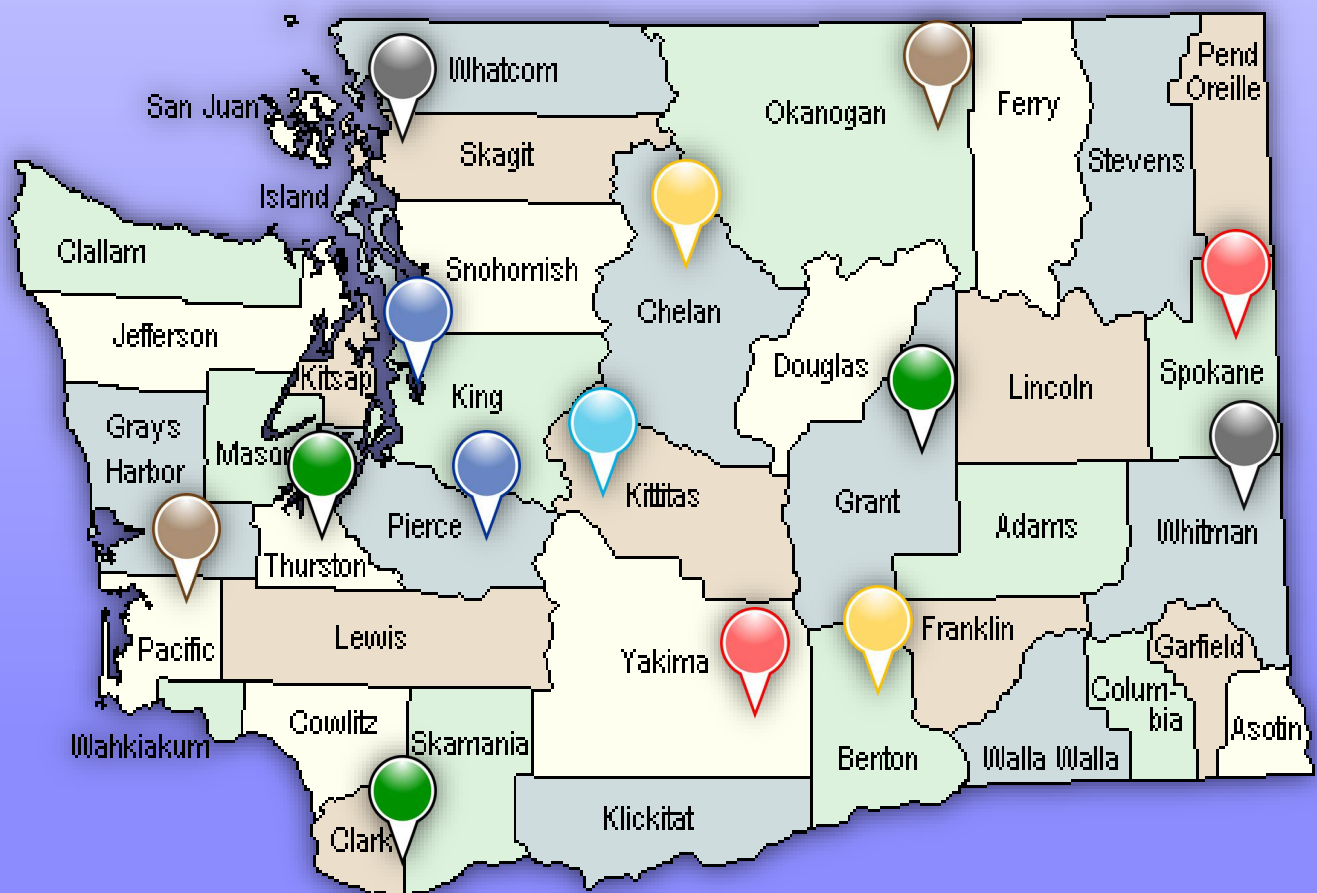 Whatcom
Pend
Oreille
San Juan
Okanogan
Ferry
Skagit
Stevens
Island
Clallam
Snohomish
Chelan
Jefferson
Douglas
Spokane
Kitsap
King
Lincoln
Grays
Harbor
Mason
Kittitas
Grant
Pierce
Adams
Whitman
Thurston
Lewis
Franklin
Pacific
Yakima
Garfield
Colum-
bia
Cowlitz
Asotin
Wahkiakum
Skamania
Benton
Walla Walla
Klickitat
Clark